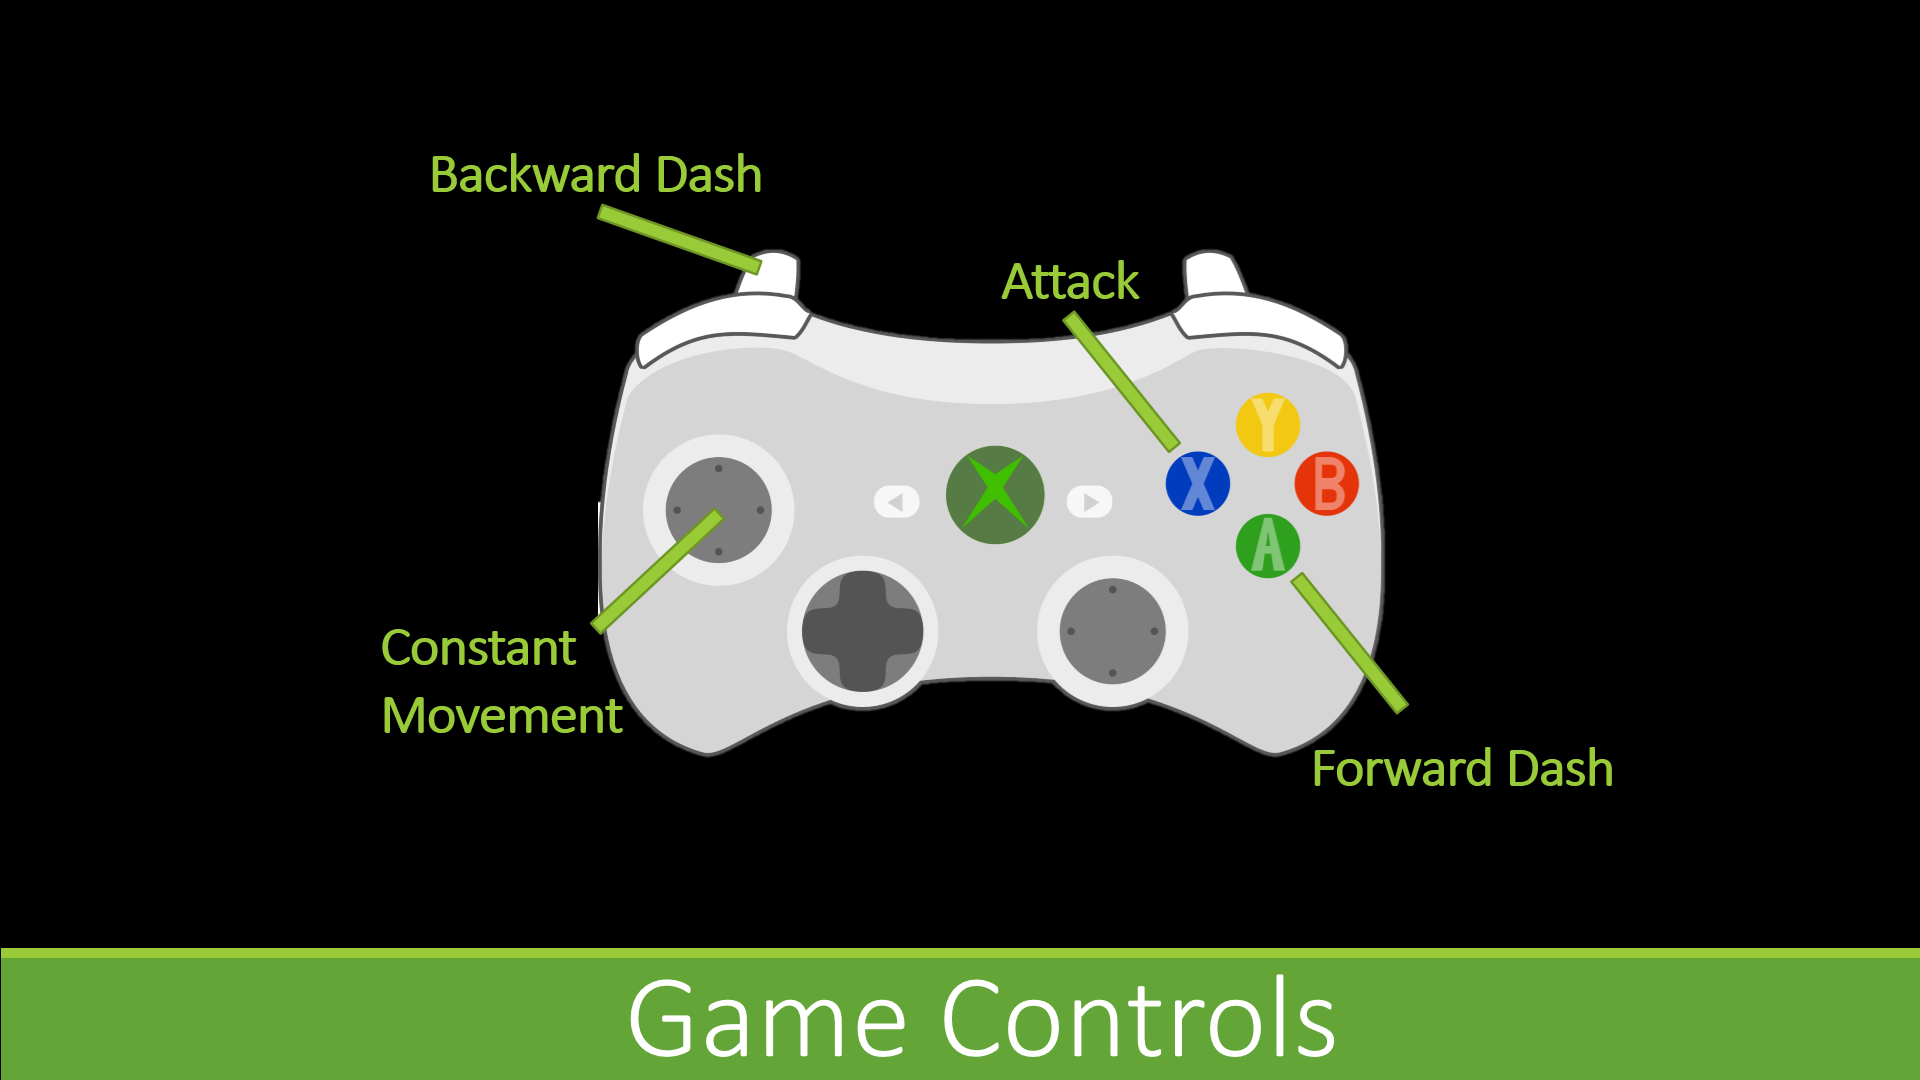 Backward Dash
Attack
Y
X
B
A
Constant
Movement
Forward Dash
Game Controls